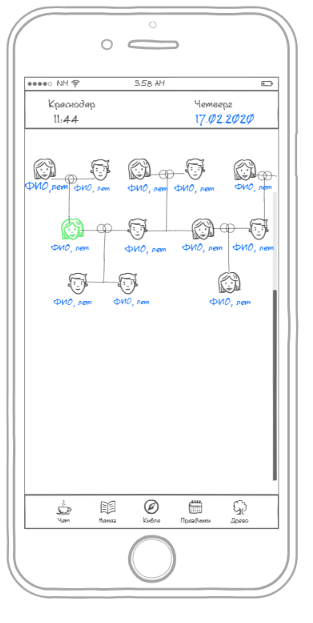 NY 3:58 AM
Краснодар Четверг
11:44 17.02.2020
ФИО, лет ФИО, лет ФИО, лет ФИО, лет ФИО, лет
ФИО, лет ФИО, лет ФИО, лет ФИО, лет
ФИО, лет ФИО, лет ФИО, лет
Чат Намаз Кибла Праздники Древо